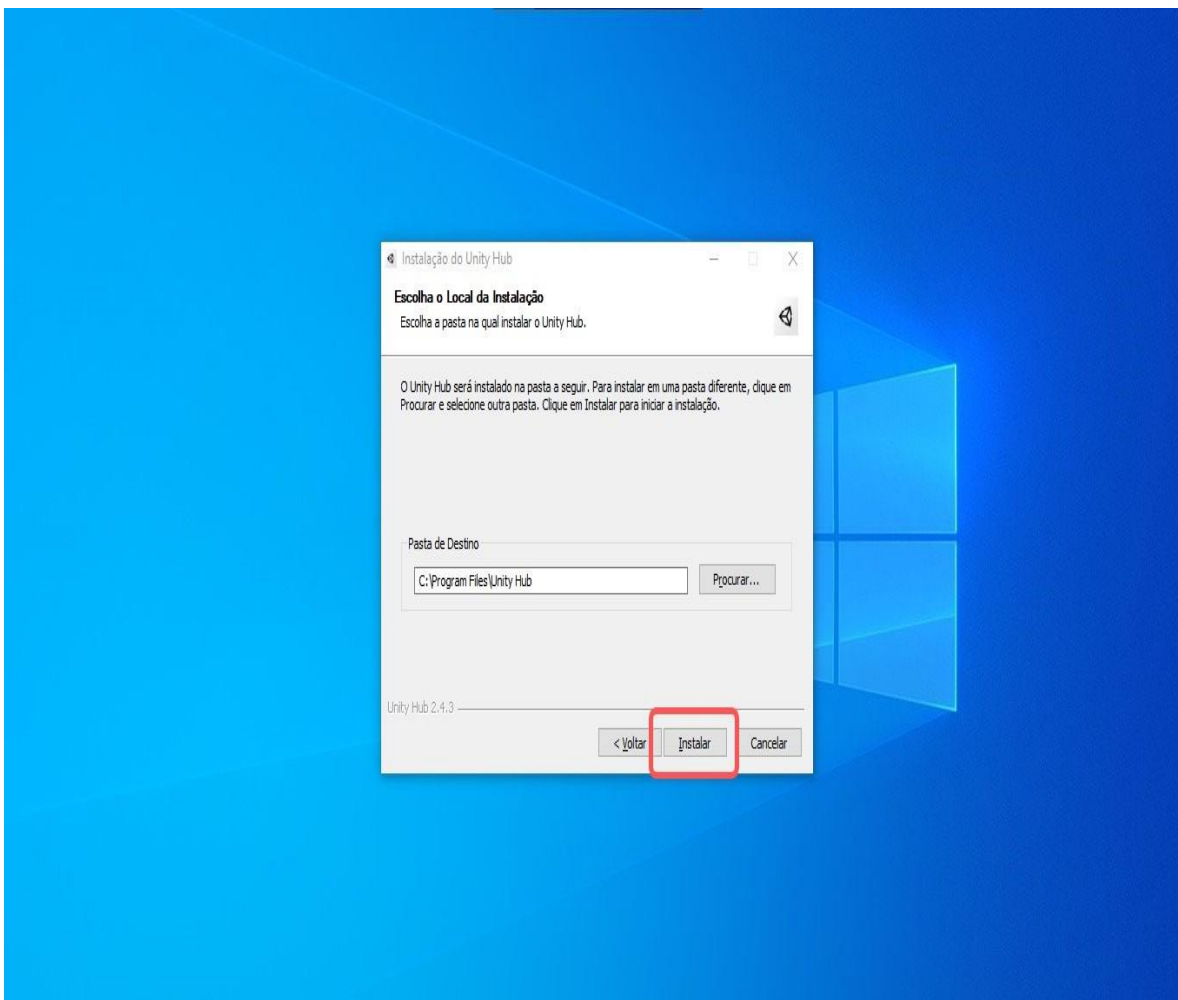 Instalação do Unity Hub
Escolha o Local da Instalação
Escolha a pasta na qual instalar o Unity Hub.
O Unity Hub será instalado na pasta a seguir. Para instalar em uma pasta diferente, clique em
Procurar e selecione outra pasta. Clique em Instalar para iniciar a instalação.
Pasta de Destino
C:\Program Files\Unity Hub
Procurar...
Unity Hub 2.4.3
< Voltar
Instalar
Cancelar